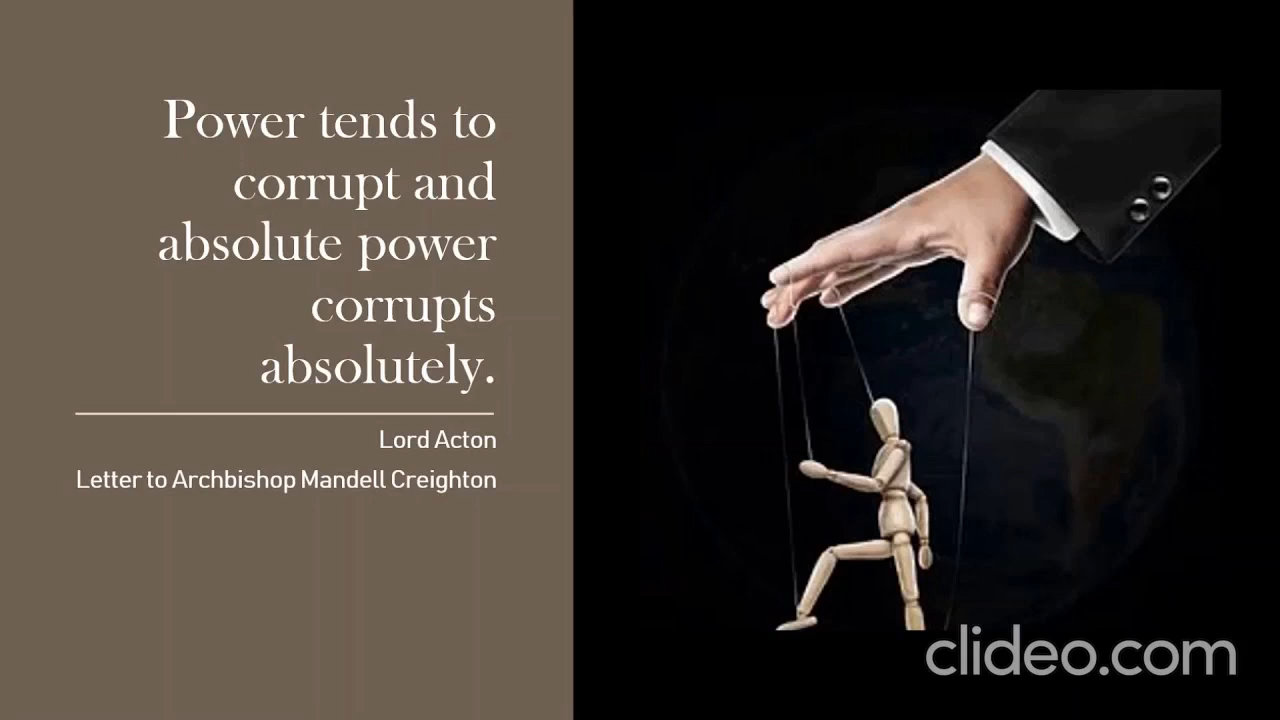 Power tends to
corrupt and
absolute power
corrupts
absolutely.
Lord Acton
Letter to Archbishop Mandell Creighton
clideo.com